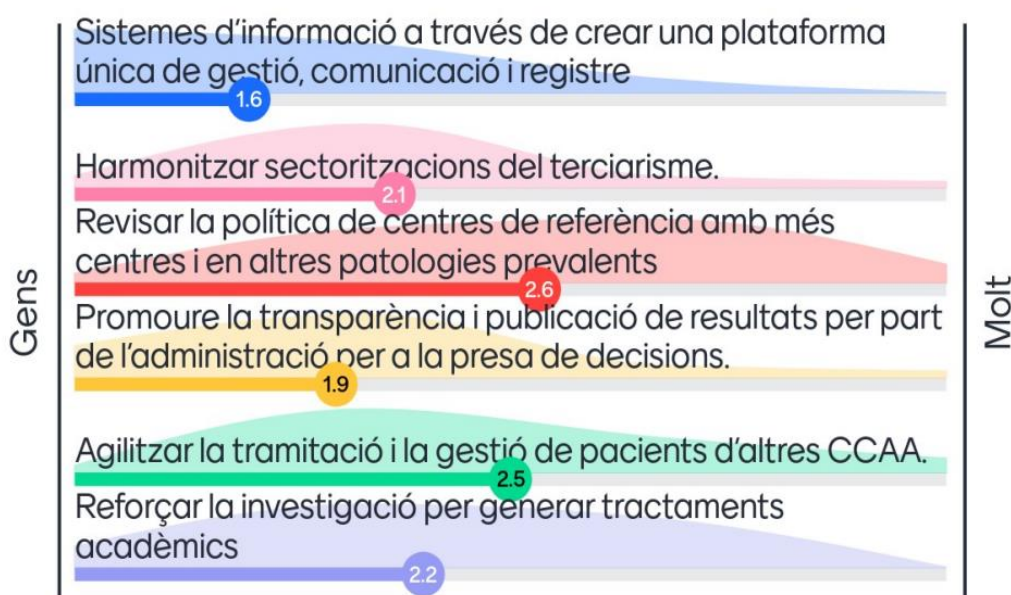 Sistemes d'informació a través de crear una plataforma
única de gestió, comunicació i registre
1.6
Harmonitzar sectoritzacions del terciarisme.
2.1
Revisar la política de centres de referència amb més
centres i en altres patologies prevalents
2.6
Promoure la transparència i publicació de resultats per part
de l'administració per a la presa de decisions.
1.9
Agilitzar la tramitació i la gestió de pacients d'altres CCAA.
2.5
Reforçar la investigació per generar tractaments
acadèmics
2.2
Gens
Molt